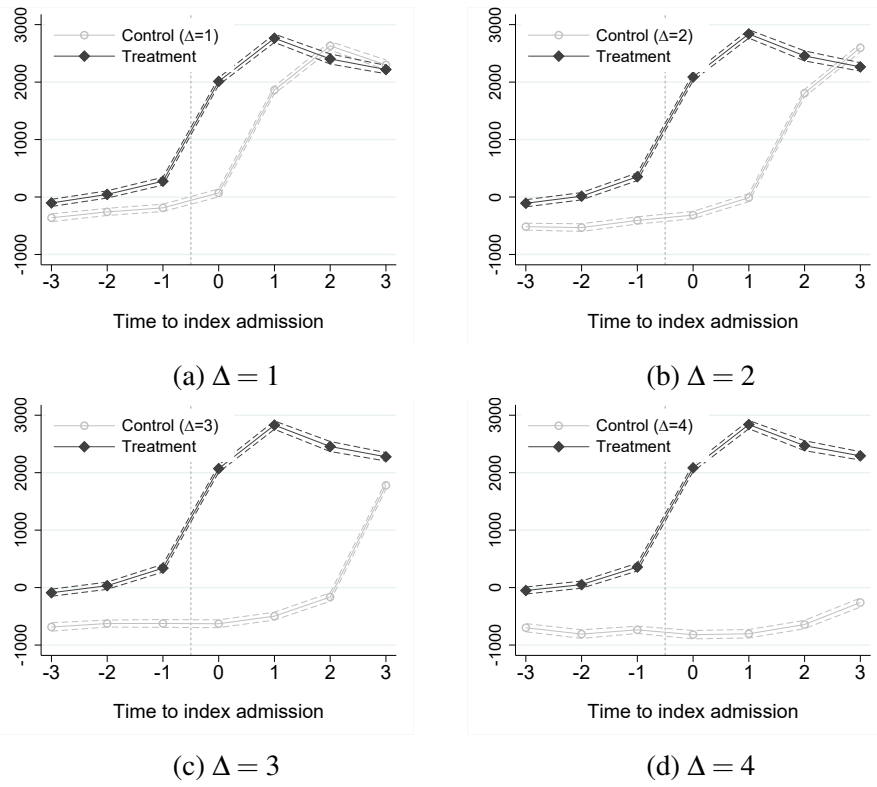 Control (Δ=1)
Treatment
3000
2000
1000
0
-1000
-3 -2 -1 0 1 2 3
Time to index admission
(a) Δ = 1
Control (Δ=2)
Treatment
3000
2000
1000
0
-1000
-3 -2 -1 0 1 2 3
Time to index admission
(b) Δ = 2
Control (Δ=3)
Treatment
3000
2000
1000
0
-1000
-3 -2 -1 0 1 2 3
Time to index admission
(c) Δ = 3
Control (Δ=4)
Treatment
3000
2000
1000
0
-1000
-3 -2 -1 0 1 2 3
Time to index admission
(d) Δ = 4